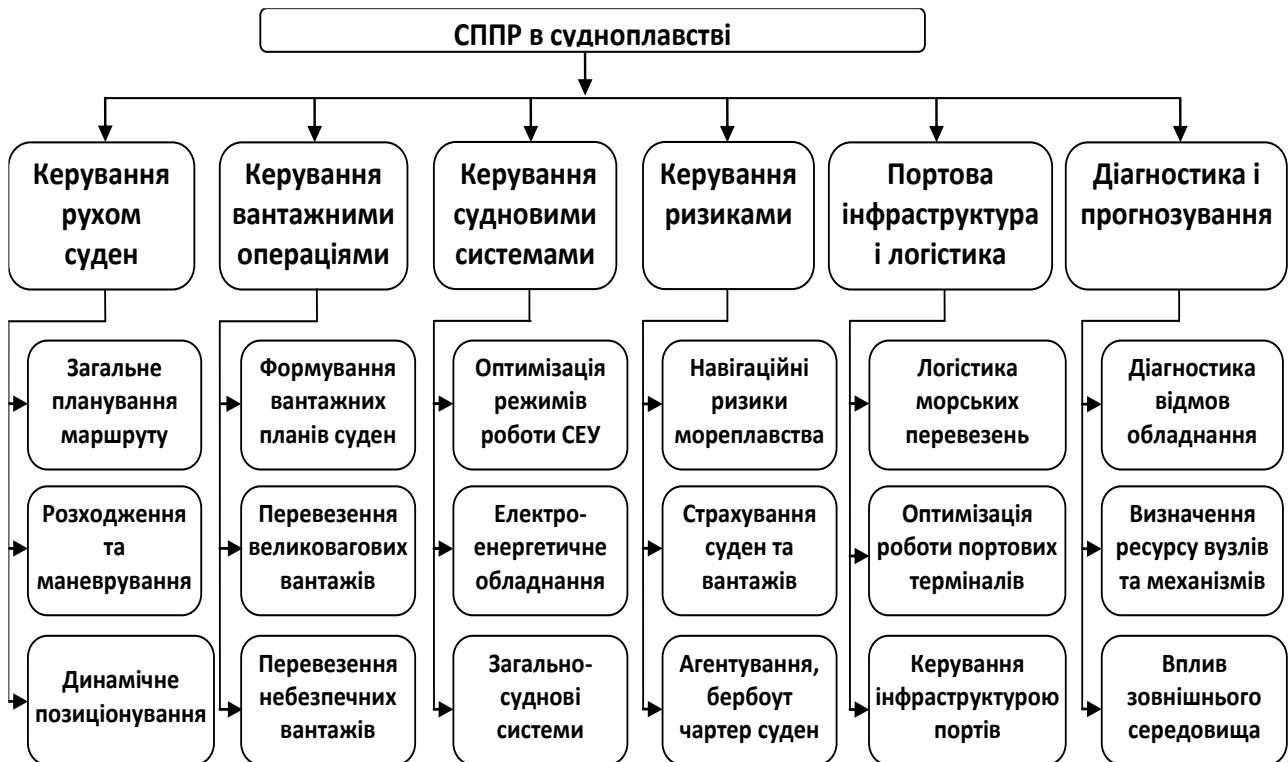 СППР в судноплавстві
Керування
рухом
суден
Керування
вантажними
операціями
Керування
судновими
системами
Керування
ризиками
Портова
інфраструктура
і логістика
Діагностика і
прогнозування
Загальне
планування
маршруту
Формування
вантажних
планів суден
Оптимізація
режимів
роботи СЕУ
Навігаційні
ризики
мореплавства
Логістика
морських
перевезень
Діагностика
відмов
обладнання
Розходження
та
маневрування
Перевезення
великовагових
вантажів
Електро-
енергетичне
обладнання
Страхування
суден та
вантажів
Оптимізація
роботи портових
терміналів
Визначення
ресурсу вузлів
та механізмів
Динамічне
позиціонування
Перевезення
небезпечних
вантажів
Загально-
суднові
системи
Агентування,
бербоут
чартер суден
Керування
інфраструктурою
портів
Вплив
зовнішнього
середовища